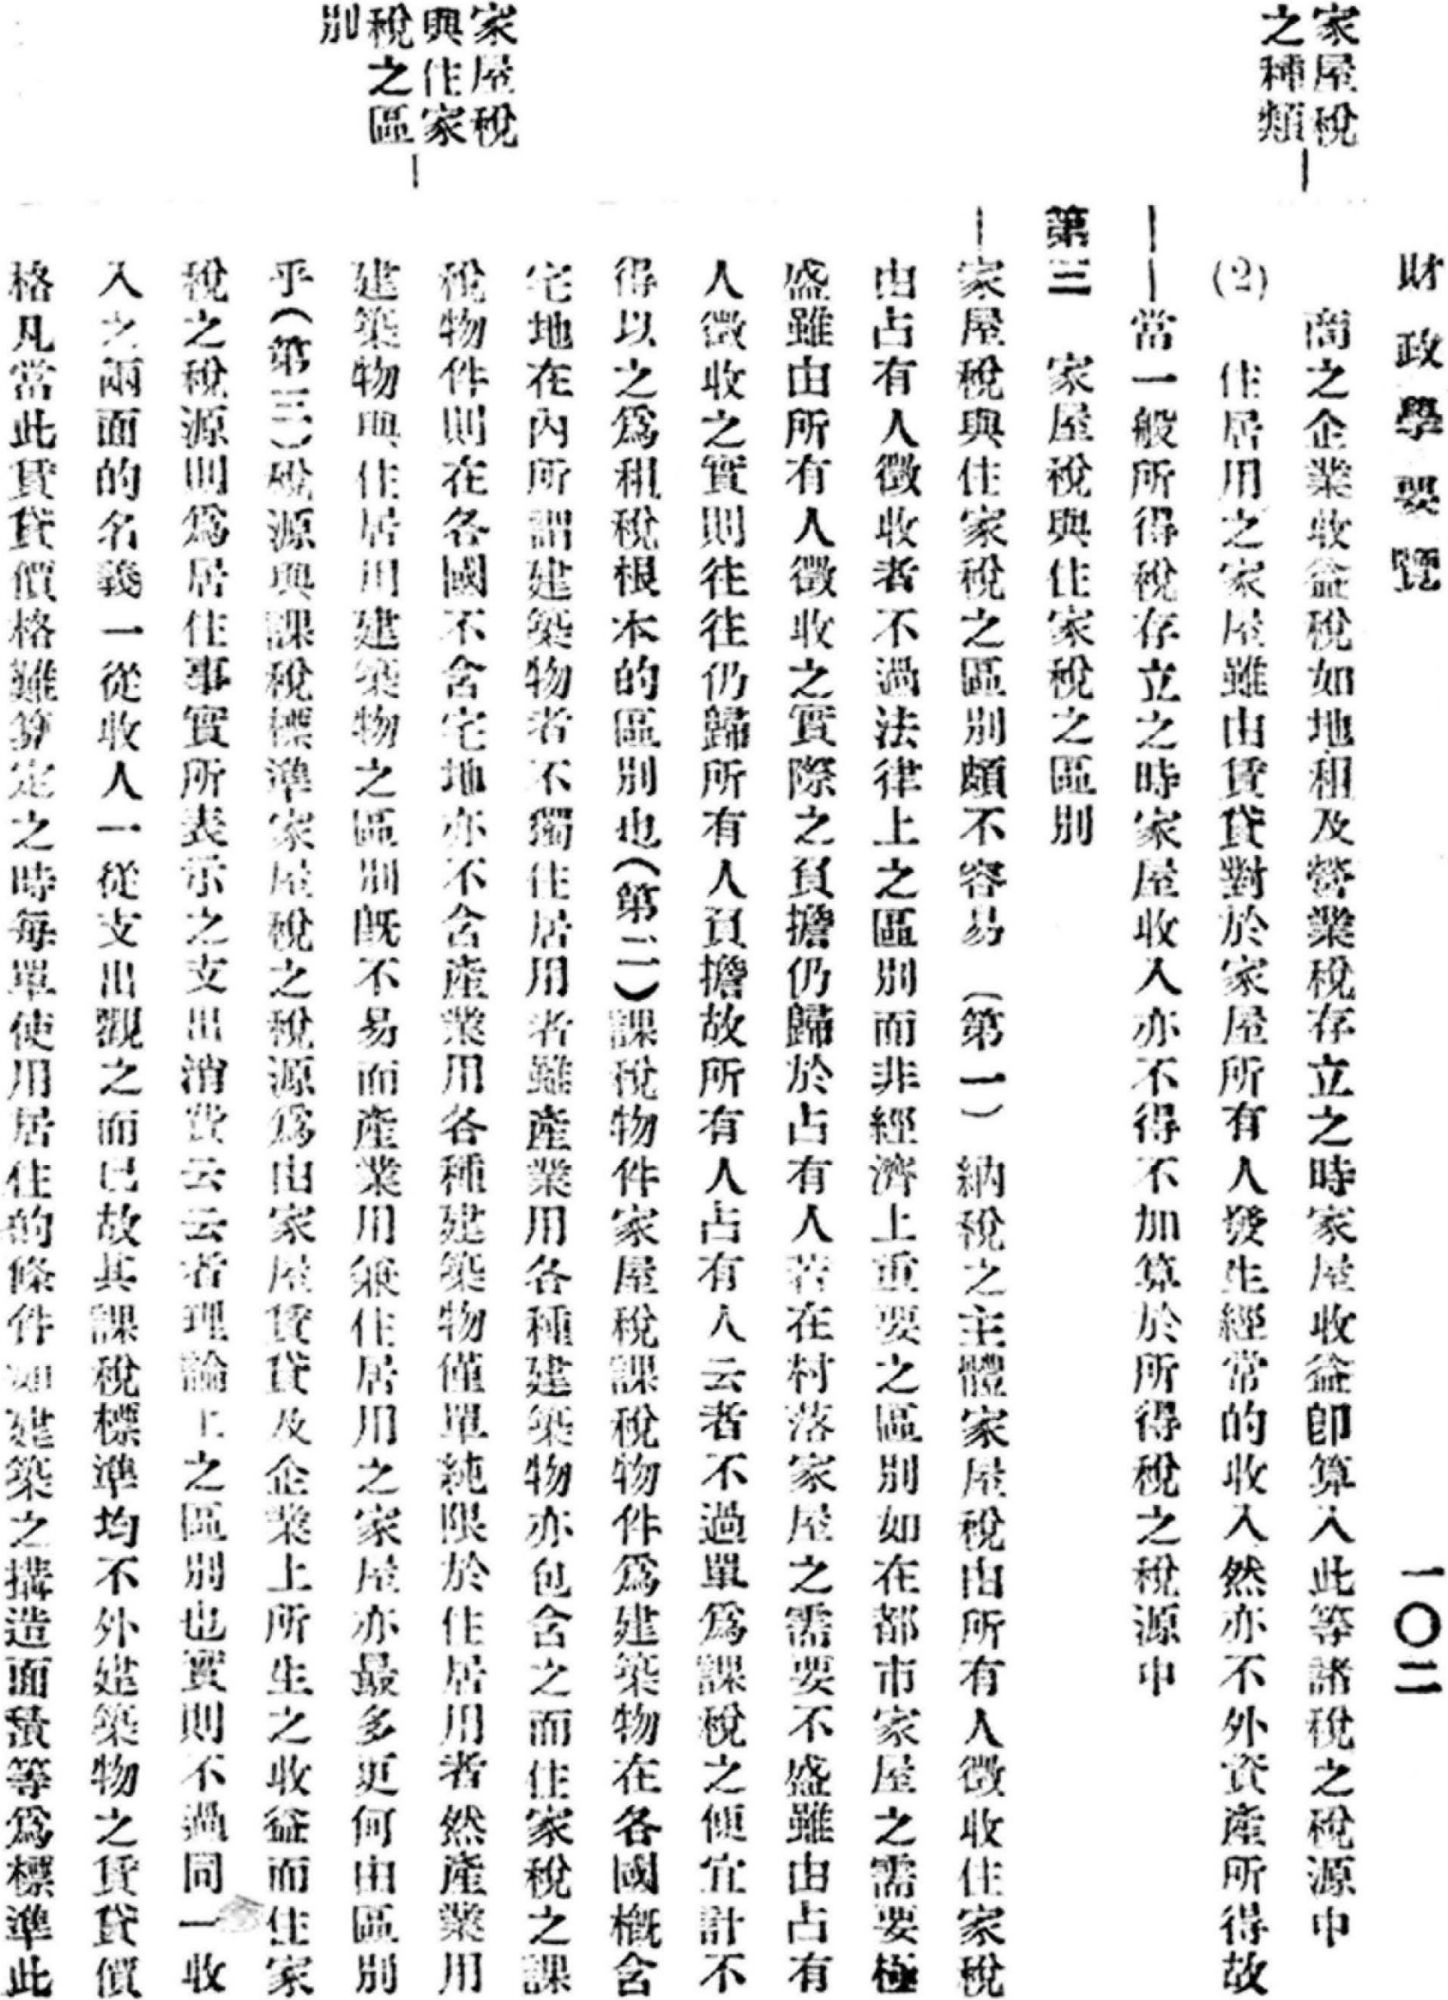 財政學要覽
一〇二
家屋稅
之種類
商之企業收益稅如地租及營業稅存立之時家屋收益卽算入此等諸稅之稅源中
(2) 住居用之家屋雖由賃貸對於家屋所有人發生經常的收入然亦不外資產所得故
當一般所得稅存立之時家屋收入亦不得不加算於所得稅之稅源中
第三 家屋稅與住家稅之區別
家屋稅
與住家
稅之區
別
家屋稅與住家稅之區別頗不容易(第一)納稅之主體家屋稅由所有人徵收住家稅
由占有人徵收者不過法律上之區別而非經濟上重要之區別如在都市家屋之需要極
盛雖由所有人徵收之實際之負擔仍歸於占有人若在村落家屋之需要不盛雖由占有
人徵收之實則往往仍歸所有人負擔故所有人占有人云者不過單爲課稅之便宜計不
得以之爲租稅根本的區別也(第二)課稅物件家屋稅課稅物件爲建築物在各國槪含
宅地在內所謂建築物者不獨住居用者雖產業用各種建築物亦包含之而住家稅之課
稅物件則在各國不含宅地亦不含產業用各種建築物僅單純限於住居用者然產業用
建築物與住居用建築物之區別旣不易而產業用兼住居用之家屋亦最多更何由區別
乎(第三)稅源與課稅標準家屋稅之稅源爲由家屋賃貸及企業上所生之收益而住家
稅之稅源則爲居住事實所表示之支出消費云云者理論上之區別也實則不過同一收
入之兩面的名義一從收入一從支出觀之而已故其課稅標準均不外建築物之賃貸價
格凡當此賃貸價格雖算定之時每單使用居住的條件如建築之搆造面積等爲標準此